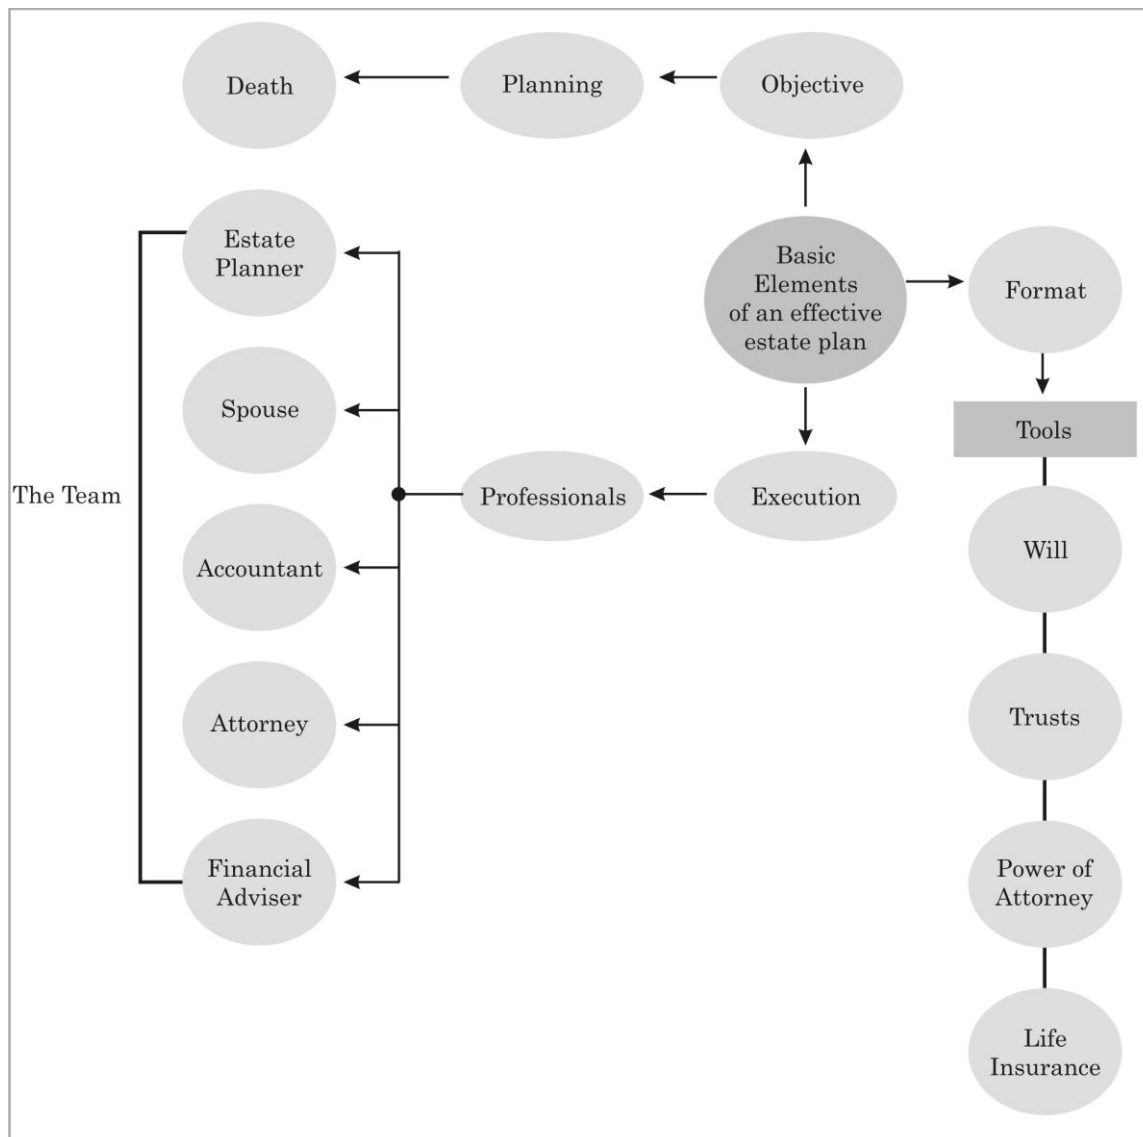 Death
Planning
Objective
Estate
Planner
Basic
Elements
of an effective
estate plan
Format
Tools
Spouse
The Team
Professionals
Execution
Will
Accountant
Trusts
Attorney
Financial
Adviser
Power of
Attorney
Life
Insurance